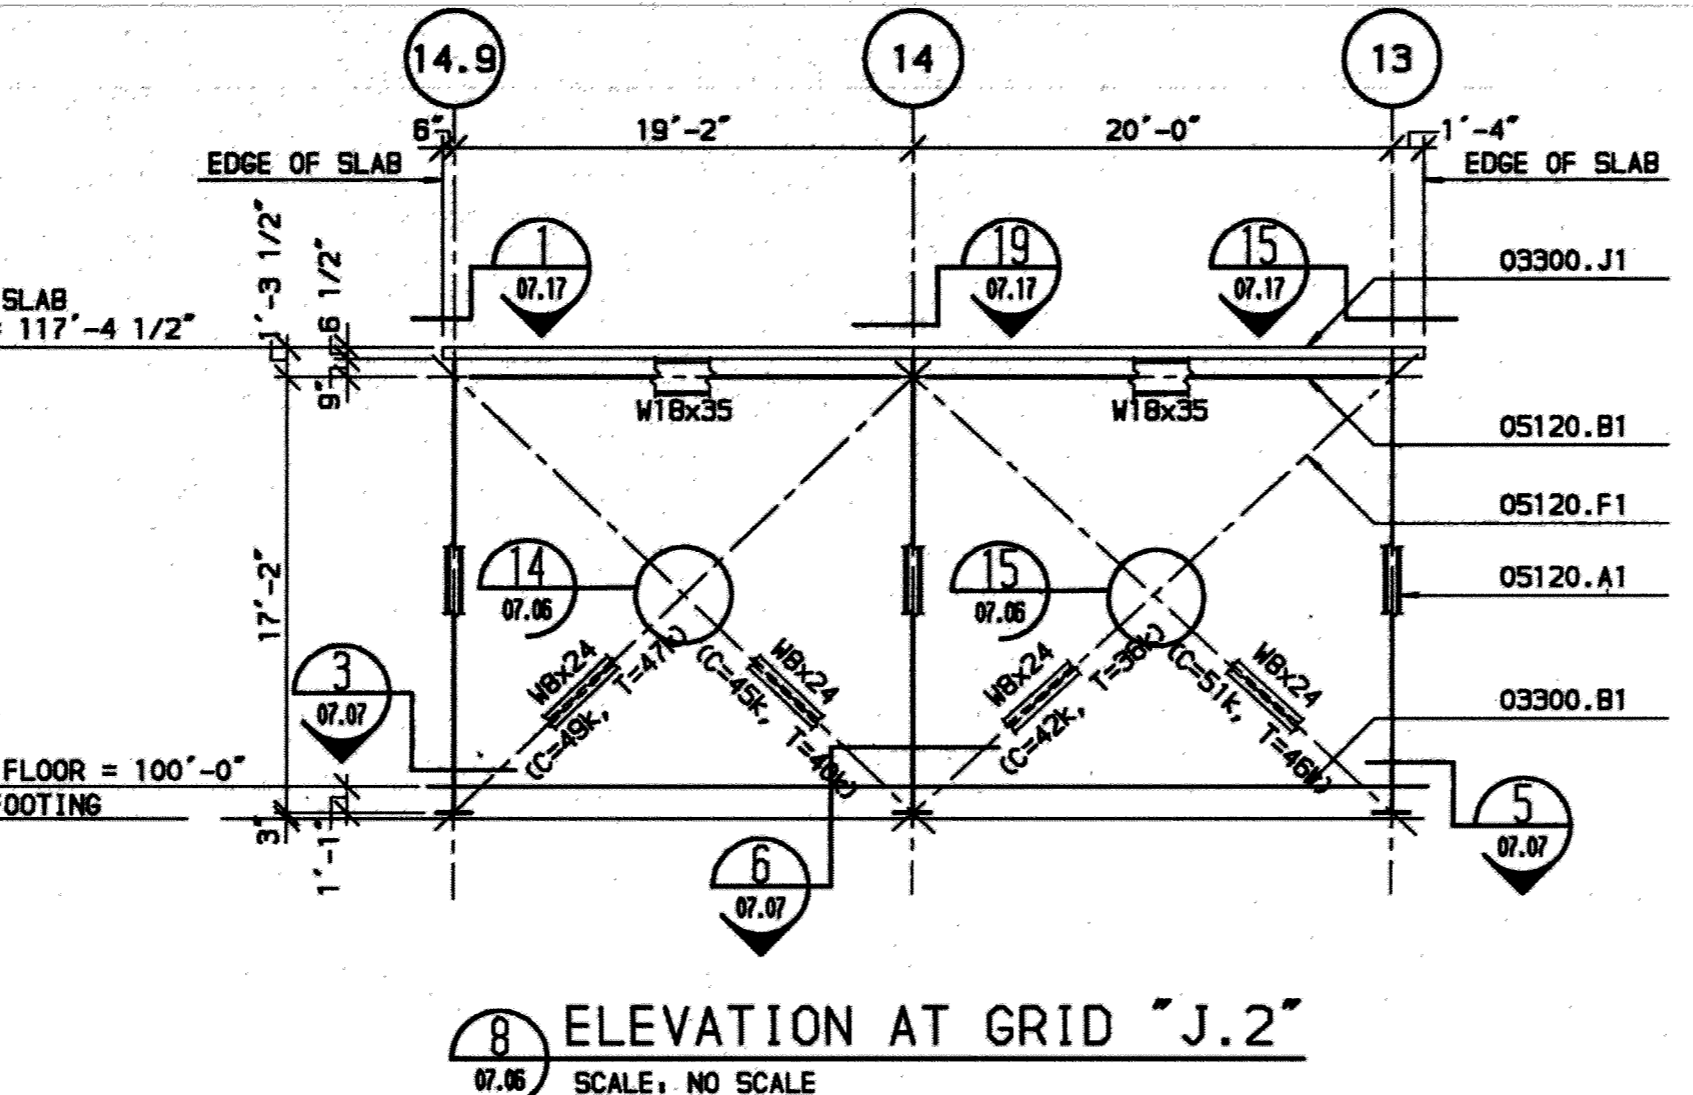 14.9
14
13
6"
19'-2"
20'-0"
1'-4"
EDGE OF SLAB
EDGE OF SLAB
1'-3 1/2"
6 1/2"
9"
1
07.17
19
07.17
15
07.17
03300.J1
SLAB
= 117'-4 1/2"
W18x35
W18x35
05120.B1
05120.F1
05120.A1
03300.B1
14
07.06
15
07.06
17'-2"
W8x24
(C=49k, T=47k)
W8x24
(C=45k, T=40k)
W8x24
(C=42k, T=38k)
W8x24
(C=51k, T=46k)
3
07.07
FLOOR = 100'-0"
FOOTING
3"
1'-1"
6
07.07
5
07.07
8
07.06
ELEVATION AT GRID "J.2"
SCALE: NO SCALE